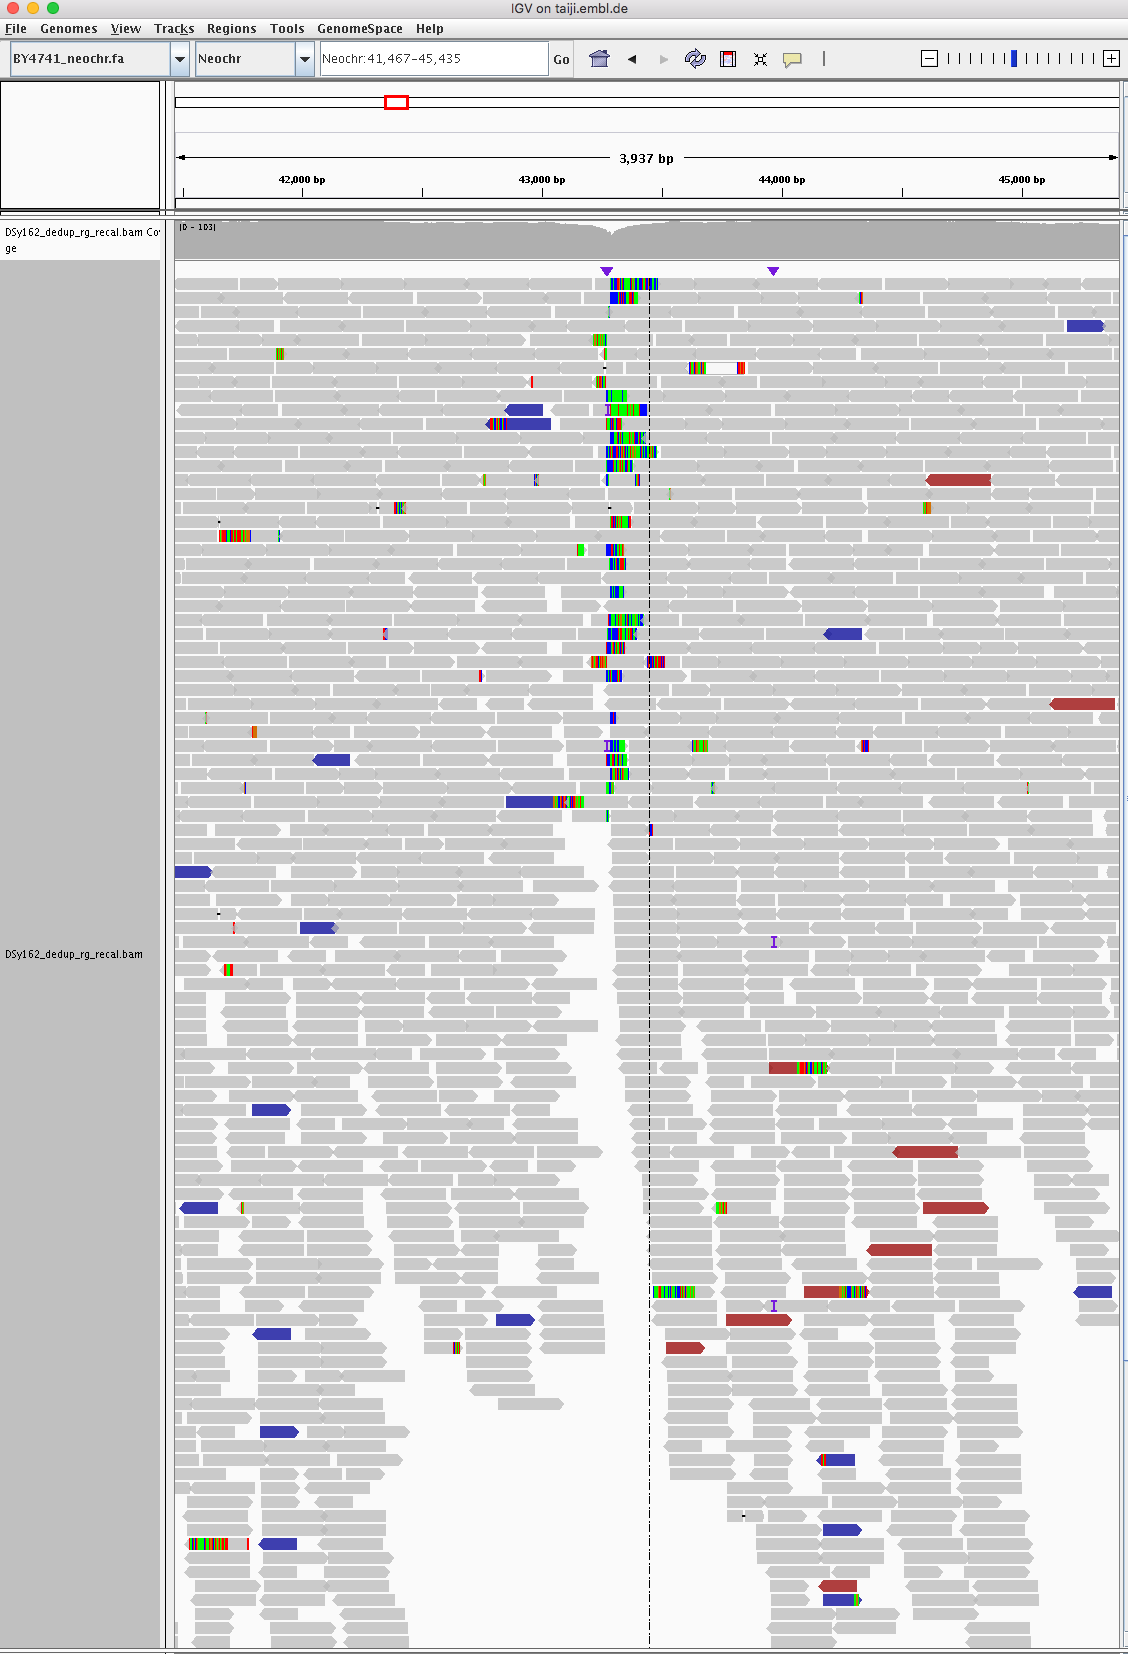 IGV on taiji.embl.de
File Genomes View Tracks Regions Tools GenomeSpace Help
BY4741_neochr.fa Neochr Neochr:41,467-45,435 Go
3,937 bp
42,000 bp 43,000 bp 44,000 bp 45,000 bp
DSy162_dedup_rg_recal.bam Co
ge
[0 - 103]
DSy162_dedup_rg_recal.bam